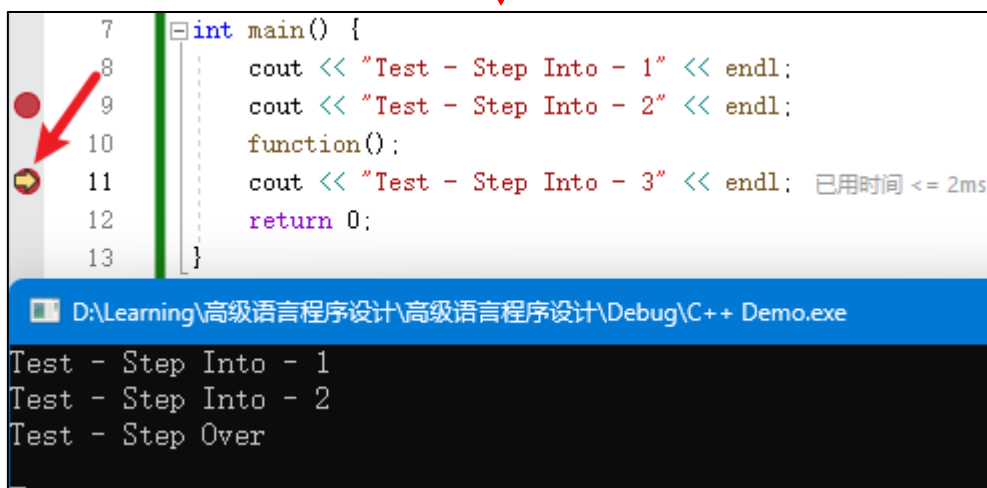 7 int main() {
8 cout << "Test - Step Into - 1" << endl;
9 cout << "Test - Step Into - 2" << endl;
10 function();
11 cout << "Test - Step Into - 3" << endl; 已用时间 <= 2ms
12 return 0;
13 }
D:\Learning\高级语言程序设计\高级语言程序设计\Debug\C++ Demo.exe
Test - Step Into - 1
Test - Step Into - 2
Test - Step Over